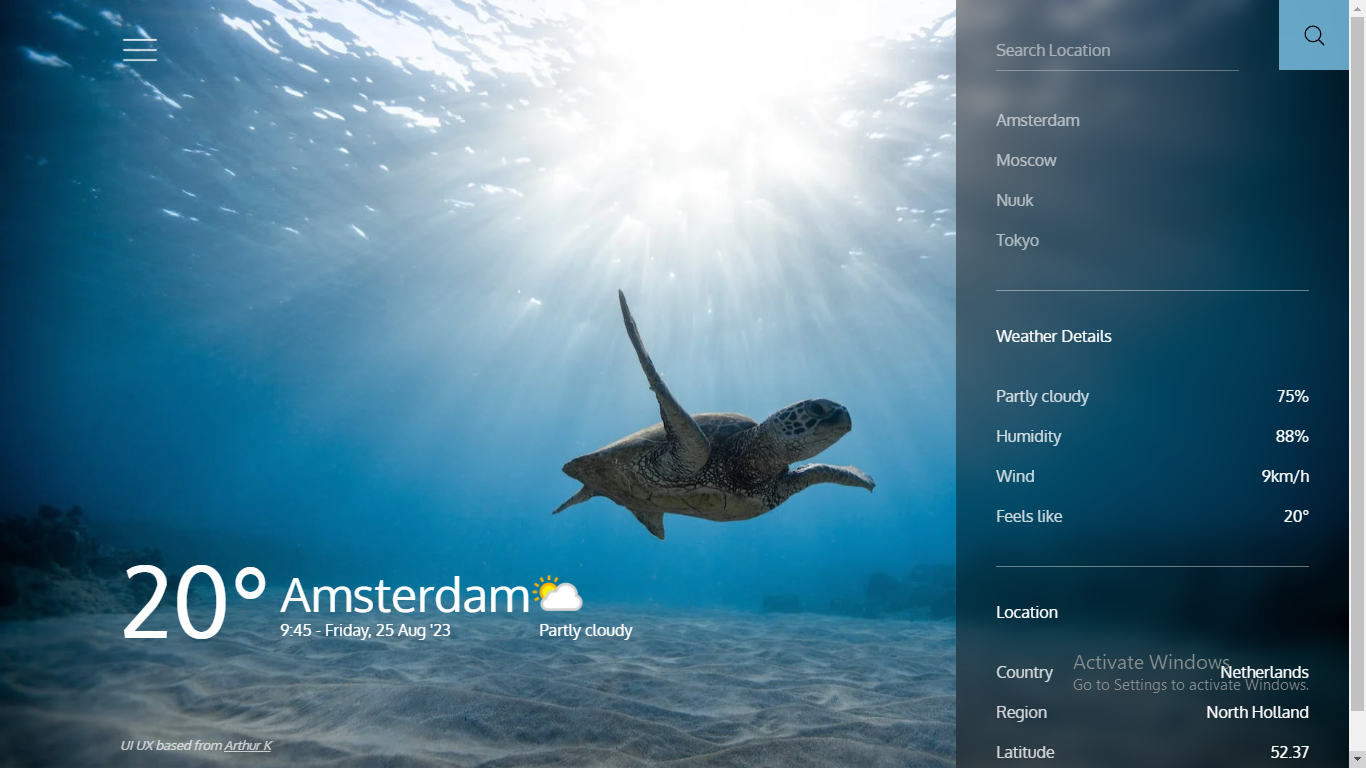 Search Location
Amsterdam
Moscow
Nuuk
Tokyo
Weather Details
Partly cloudy 75%
Humidity 88%
Wind 9km/h
Feels like 20°
20° Amsterdam
9:45 - Friday, 25 Aug '23 Partly cloudy
Location
Activate Windows
Country Netherlands
Go to Settings to activate Windows.
Region North Holland
UI UX based from Arthur K
Latitude 52.37